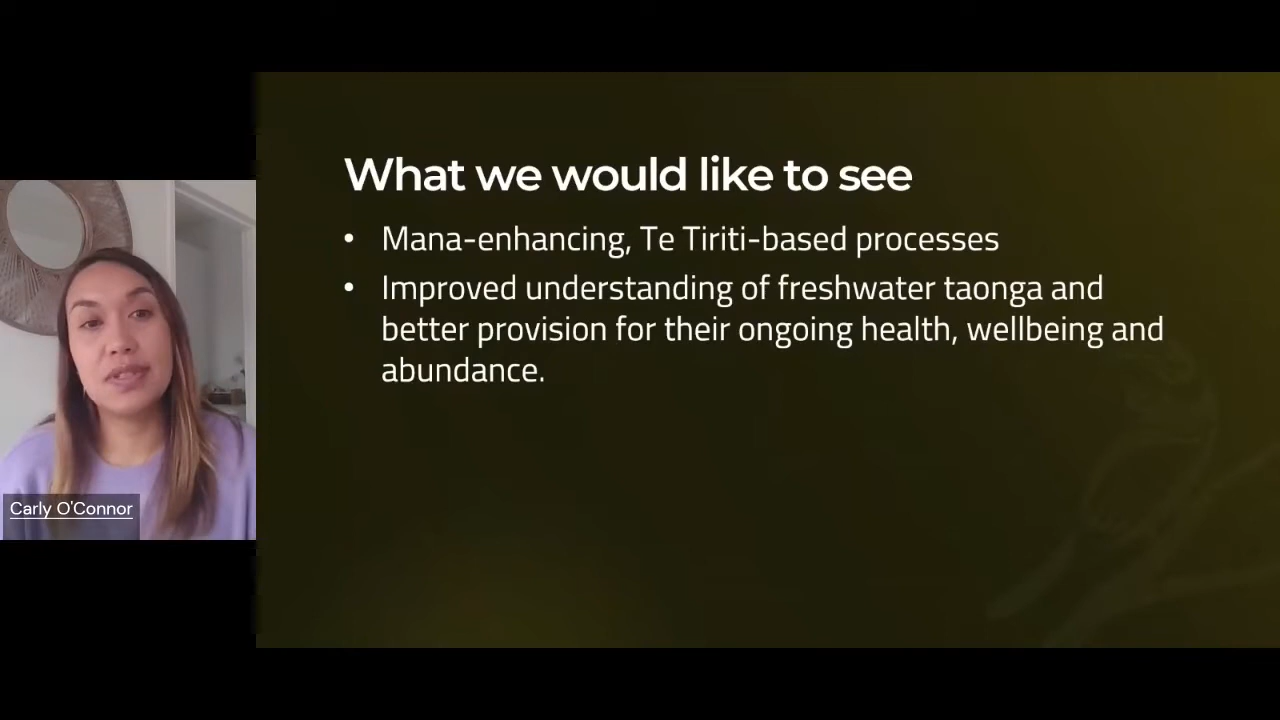 What we would like to see
• Mana-enhancing, Te Tiriti-based processes
• Improved understanding of freshwater taonga and
better provision for their ongoing health, wellbeing and
abundance.
Carly O'Connor